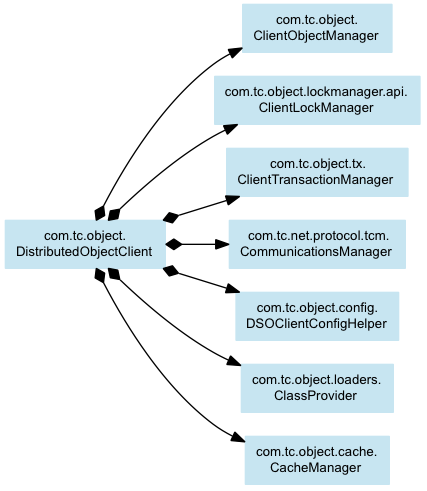 com.tc.object.
ClientObjectManager
com.tc.object.lockmanager.api.
ClientLockManager
com.tc.object.tx.
ClientTransactionManager
com.tc.object.
DistributedObjectClient
com.tc.net.protocol.tcm.
CommunicationsManager
com.tc.object.config.
DSOClientConfigHelper
com.tc.object.loaders.
ClassProvider
com.tc.object.cache.
CacheManager